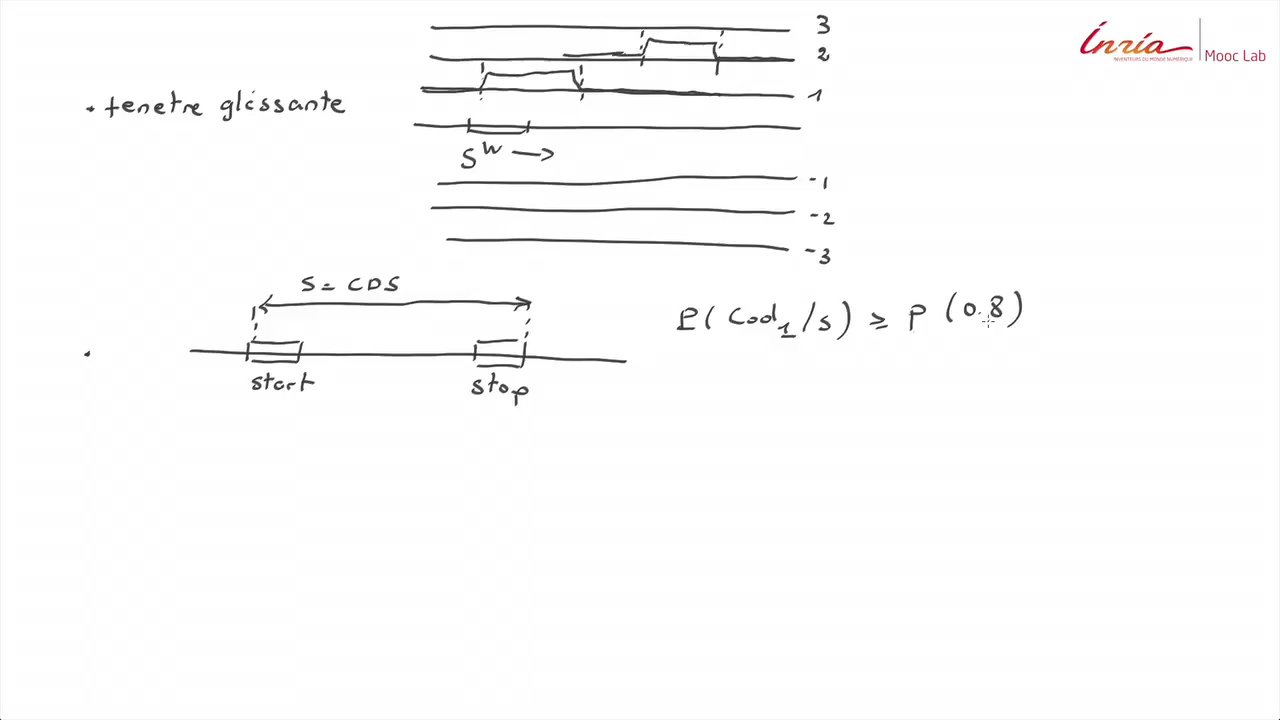 3
2
1
• fenetre glissante
S^W →
-1
-2
-3
S = CDS
P( Cod_1 / s ) ≥ P (0.8)
•
start stop
Inria
INVENTEURS DU MONDE NUMÉRIQUE
Mooc Lab